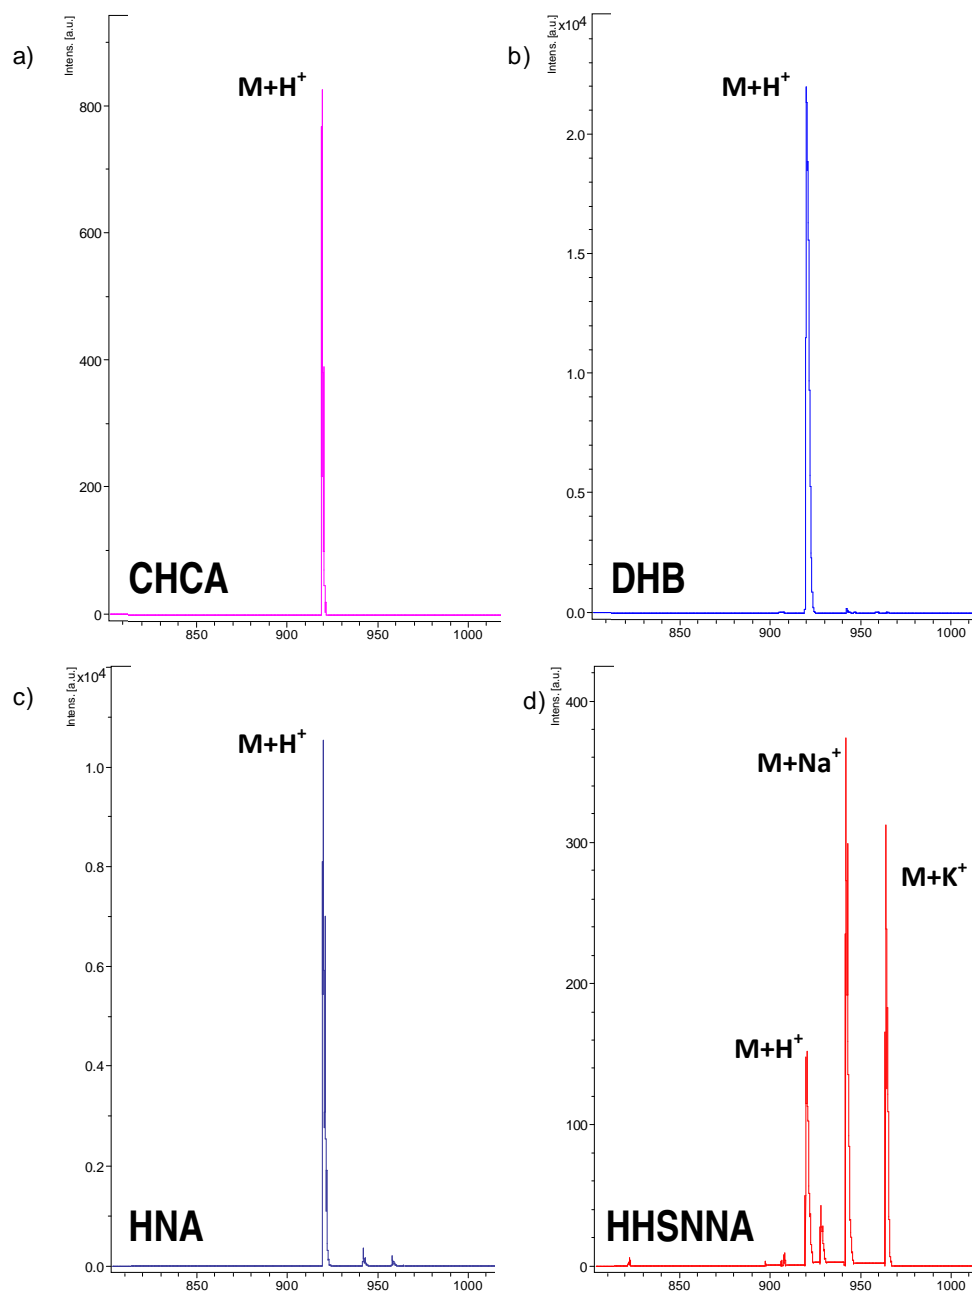 a)
Intens. [a.u.]
M+H+
800
600
400
200
0
CHCA
850 900 950 1000
b)
Intens. [a.u.]
x10⁴
M+H+
2.0
1.5
1.0
0.5
0.0
DHB
850 900 950 1000
c)
Intens. [a.u.]
x10⁴
M+H+
1.0
0.8
0.6
0.4
0.2
0.0
HNA
850 900 950 1000
d)
Intens. [a.u.]
400
M+Na+
300
M+K+
200
M+H+
100
0
HHSNNA
850 900 950 1000